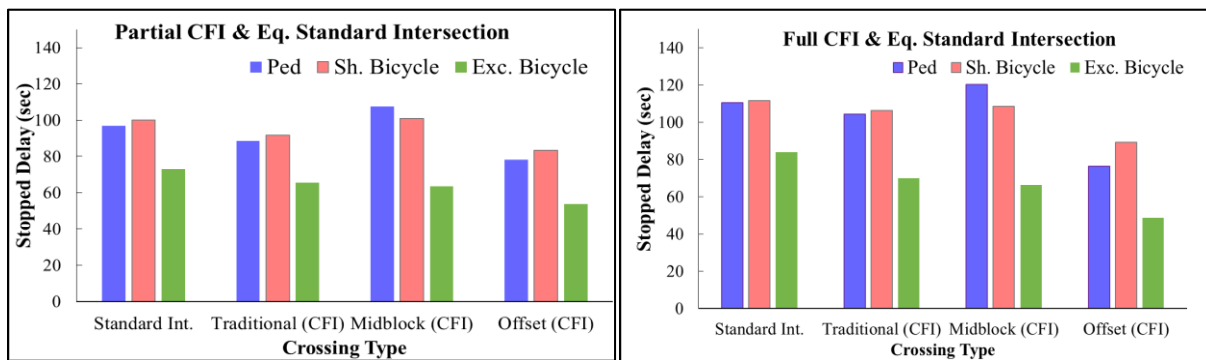 Partial CFI & Eq. Standard Intersection
Ped Sh. Bicycle Exc. Bicycle
Stopped Delay (sec)
140
120
100
80
60
40
20
0
Standard Int. Traditional (CFI) Midblock (CFI) Offset (CFI)
Crossing Type
Full CFI & Eq. Standard Intersection
Ped Sh. Bicycle Exc. Bicycle
Stopped Delay (sec)
140
120
100
80
60
40
20
0
Standard Int. Traditional (CFI) Midblock (CFI) Offset (CFI)
Crossing Type